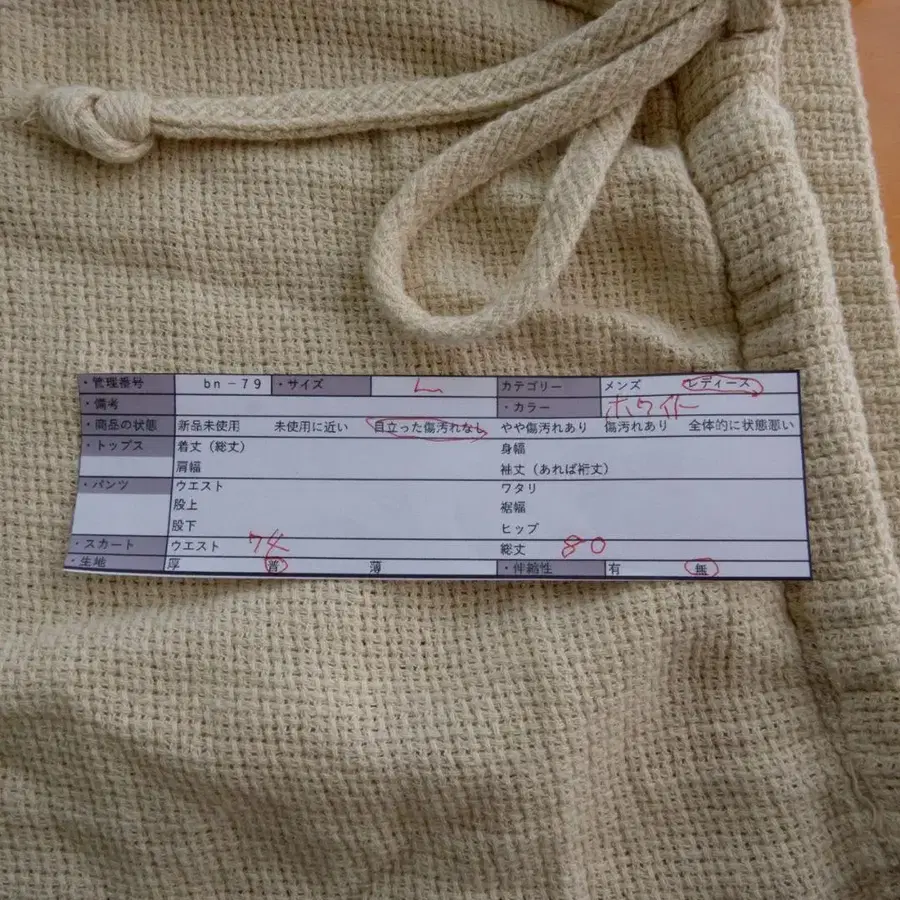 ・管理番号 bn-79 ・サイズ L カテゴリー メンズ レディース
・備考 ・カラー ホワイト
・商品の状態 新品未使用 未使用に近い 目立った傷汚れなし やや傷汚れあり 傷汚れあり 全体的に状態悪い
・トップス 着丈（総丈） 身幅
肩幅 袖丈（あれば裄丈）
・パンツ ウエスト ワタリ
股上 裾幅
股下 ヒップ
・スカート ウエスト 74 総丈 80
・生地 厚 普 薄 ・伸縮性 有 無